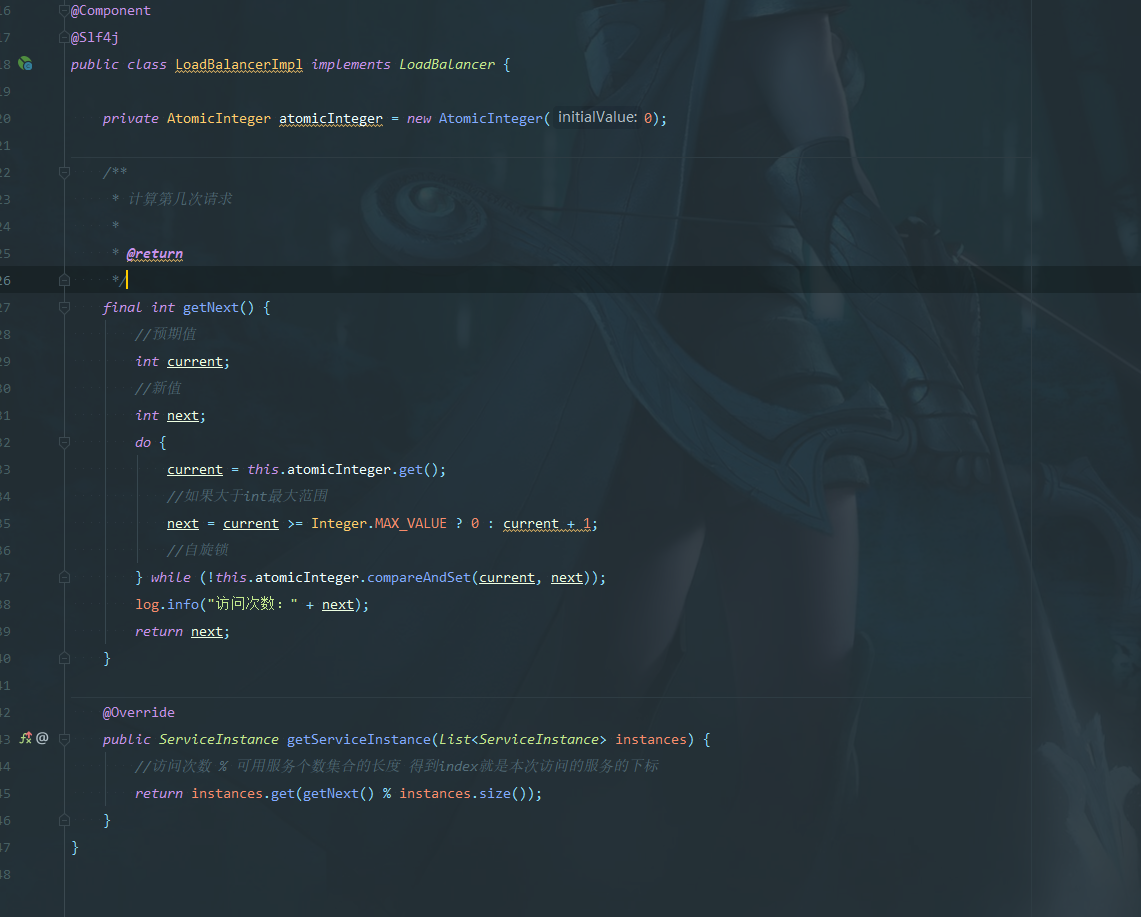 16 @Component
17 @Slf4j
18 public class LoadBalancerImpl implements LoadBalancer {
19
20 private AtomicInteger atomicInteger = new AtomicInteger( initialValue: 0);
21
22 /**
23 * 计算第几次请求
24 *
25 * @return
26 */
27 final int getNext() {
28 //预期值
29 int current;
30 //新值
31 int next;
32 do {
33 current = this.atomicInteger.get();
34 //如果大于int最大范围
35 next = current >= Integer.MAX_VALUE ? 0 : current + 1;
36 //自旋锁
37 } while (!this.atomicInteger.compareAndSet(current, next));
38 log.info("访问次数：" + next);
39 return next;
40 }
41
42 @Override
43 public ServiceInstance getServiceInstance(List<ServiceInstance> instances) {
44 //访问次数 % 可用服务个数集合的长度 得到index就是本次访问的服务的下标
45 return instances.get(getNext() % instances.size());
46 }
47 }
48